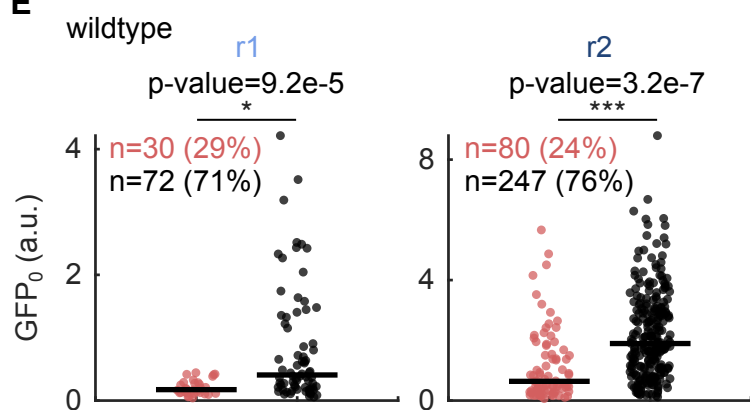 E
wildtype
r1
p-value=9.2e-5
*
n=30 (29%)
n=72 (71%)
GFP₀ (a.u.)
4
2
0
r2
p-value=3.2e-7
***
n=80 (24%)
n=247 (76%)
8
4
0